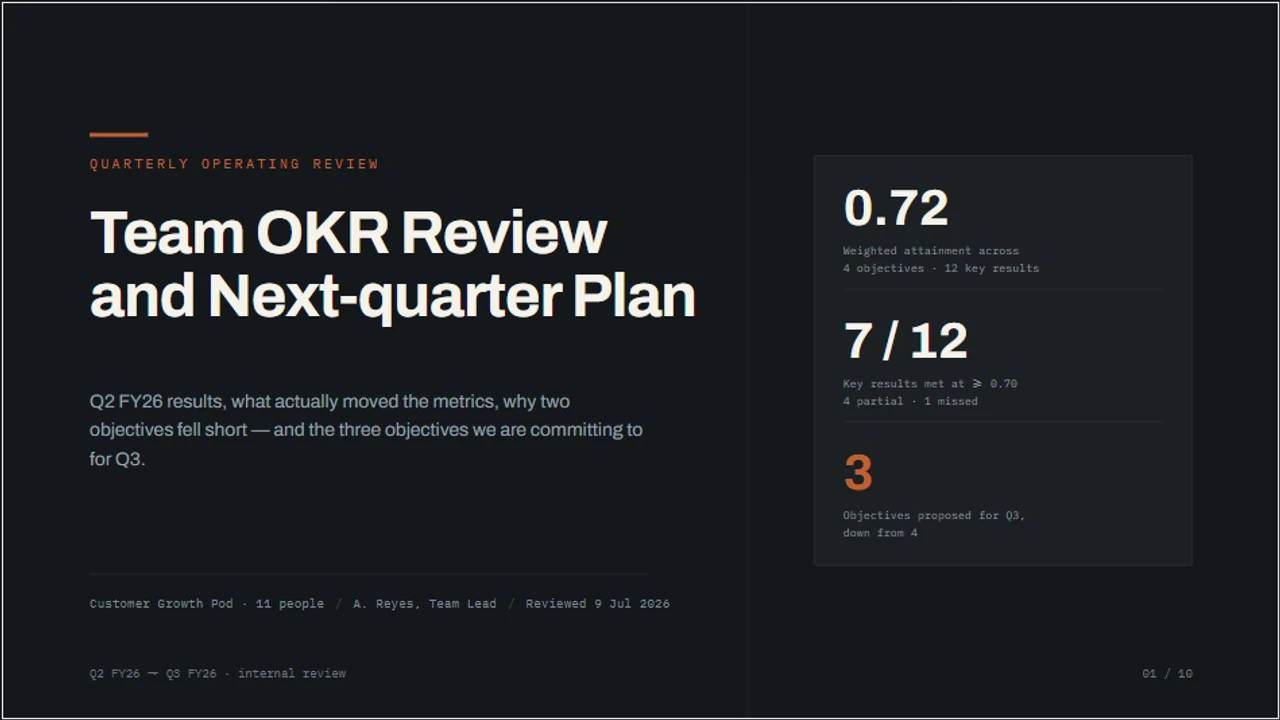 QUARTERLY OPERATING REVIEW
Team OKR Review
and Next-quarter Plan
Q2 FY26 results, what actually moved the metrics, why two
objectives fell short — and the three objectives we are committing to
for Q3.
Customer Growth Pod · 11 people / A. Reyes, Team Lead / Reviewed 9 Jul 2026
0.72
Weighted attainment across
4 objectives · 12 key results
7 / 12
Key results met at ⩾ 0.70
4 partial · 1 missed
3
Objectives proposed for Q3,
down from 4
Q2 FY26 — Q3 FY26 · internal review
01 / 10